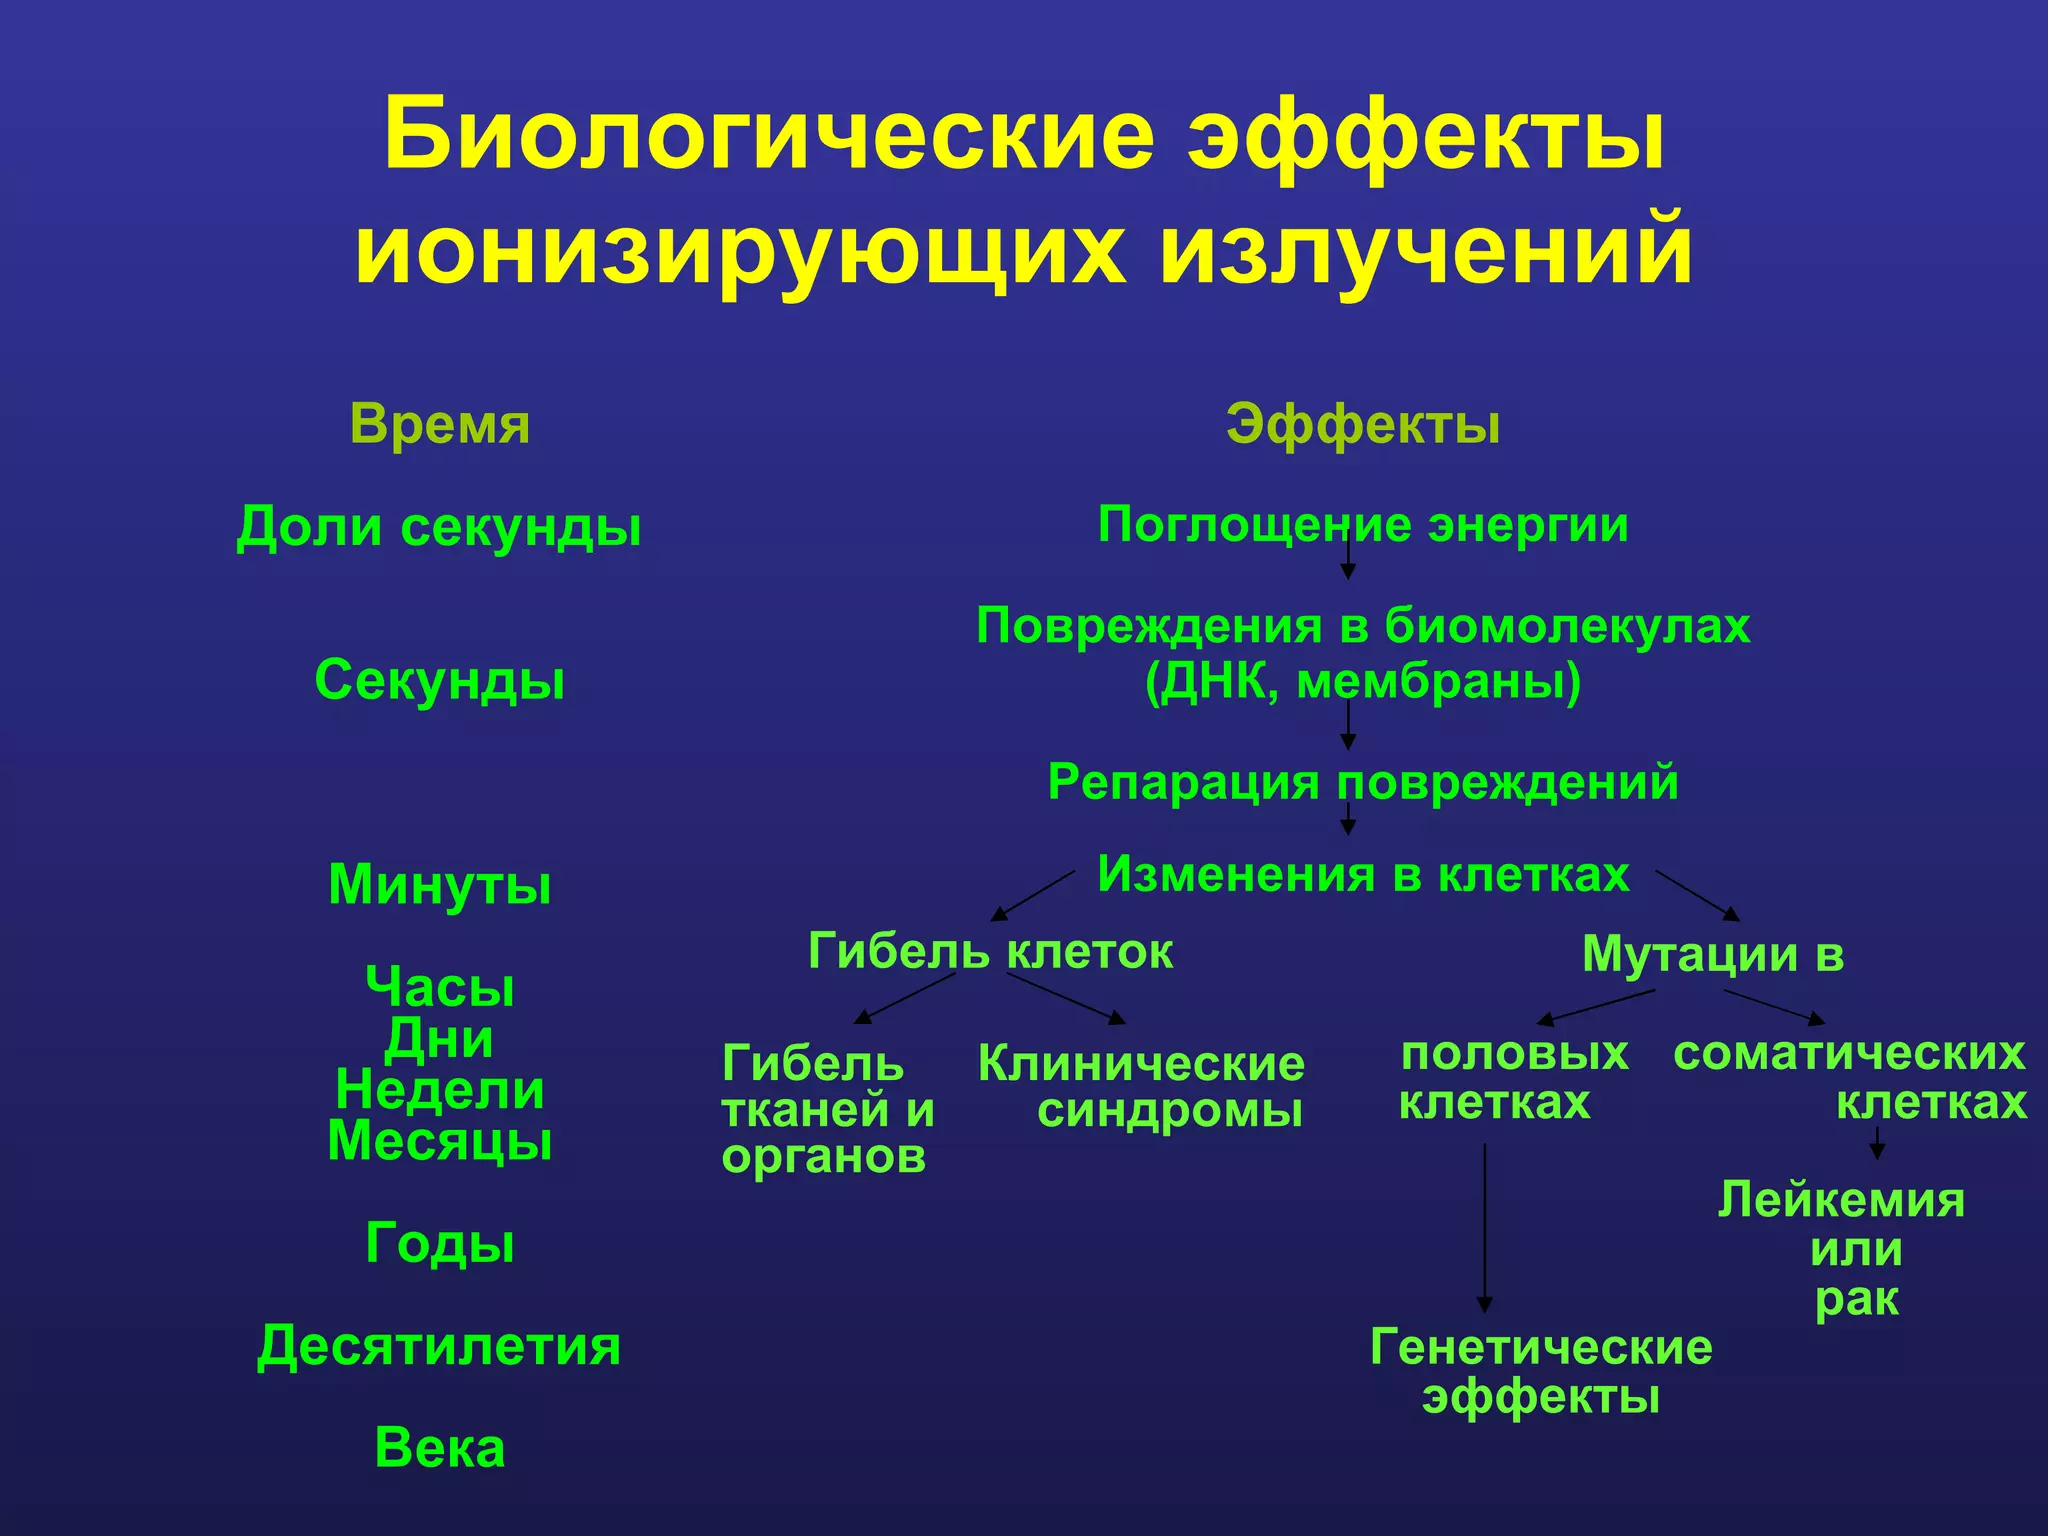 Биологические эффекты
ионизирующих излучений
Время
Эффекты
Доли секунды
Поглощение энергии
Секунды
Повреждения в биомолекулах
(ДНК, мембраны)
Репарация повреждений
Минуты
Изменения в клетках
Гибель клеток
Мутации в
Часы
Дни
Недели
Месяцы
Гибель
тканей и
органов
Клинические
синдромы
половых
клетках
соматических
клетках
Годы
Лейкемия
или
рак
Десятилетия
Генетические
эффекты
Века